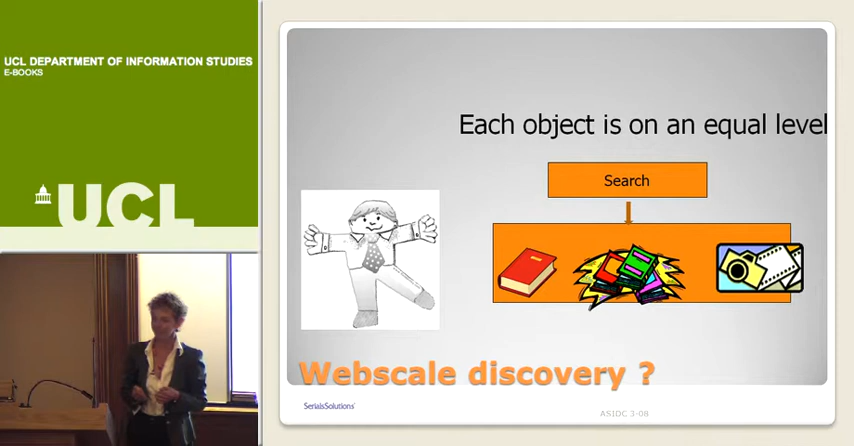 UCL DEPARTMENT OF INFORMATION STUDIES
E-BOOKS
UCL
Each object is on an equal level
Search
Webscale discovery ?
SerialsSolutions
ASIDC 3-08